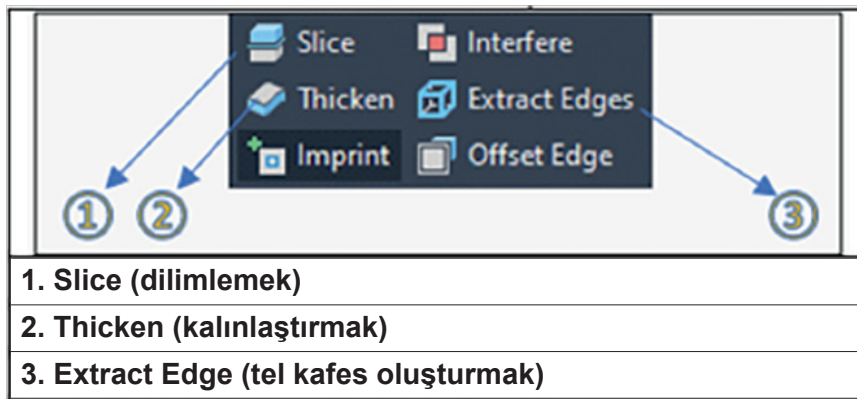 Slice Interfere
Thicken Extract Edges
Imprint Offset Edge
1 2 3
1. Slice (dilimlemek)
2. Thicken (kalınlaştırmak)
3. Extract Edge (tel kafes oluşturmak)